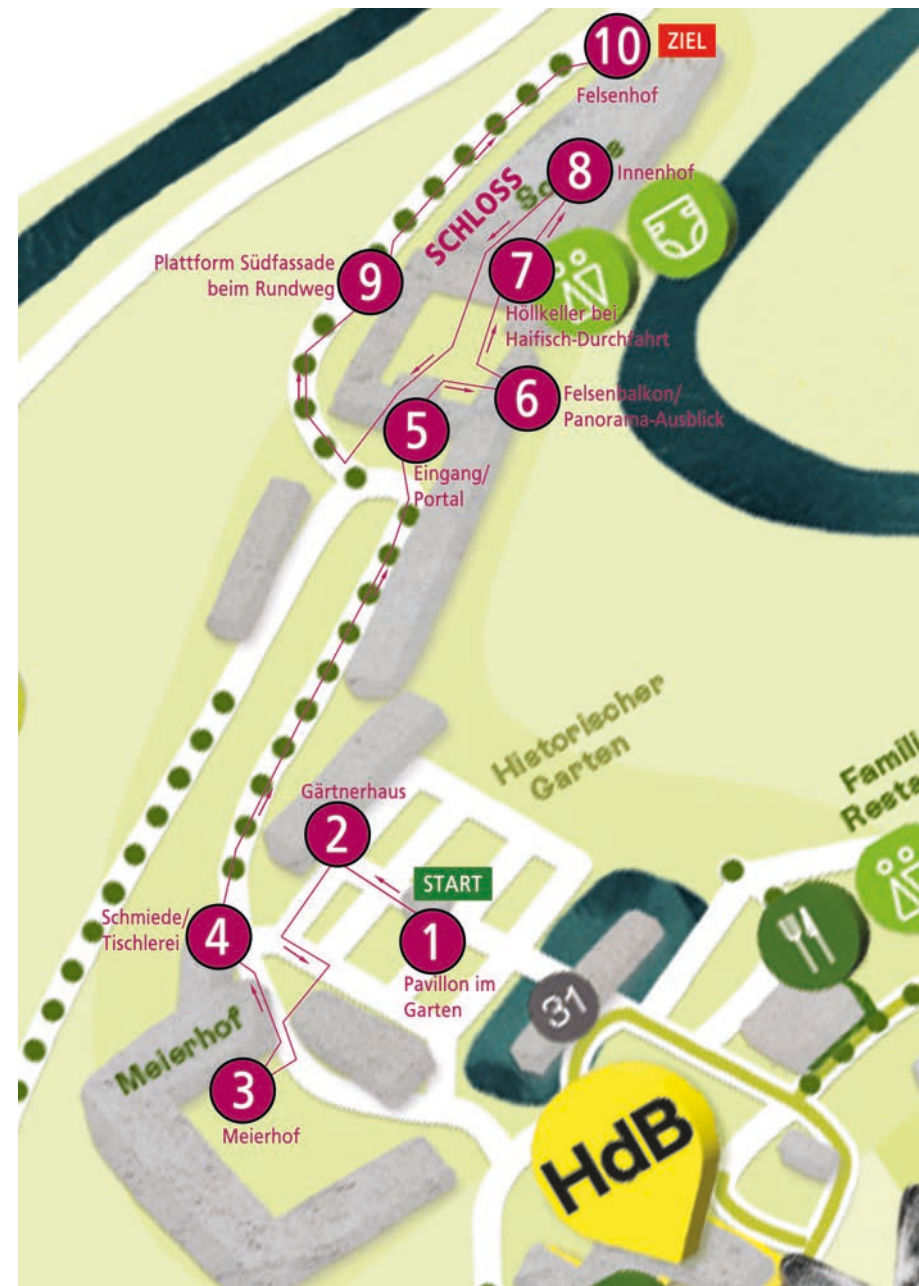 10
ZIEL
Felsenhof
8
Innenhof
SCHLOSS
7
Höllkeller bei
Haifisch-Durchfahrt
Plattform Südfassade
beim Rundweg
9
6
Felsenbalkon/
Panorama-Ausblick
5
Eingang/
Portal
Historischer
Garten
Gärtnerhaus
2
START
1
Pavillon im
Garten
Schmiede/
Tischlerei
4
31
Meierhof
3
Meierhof
HdB